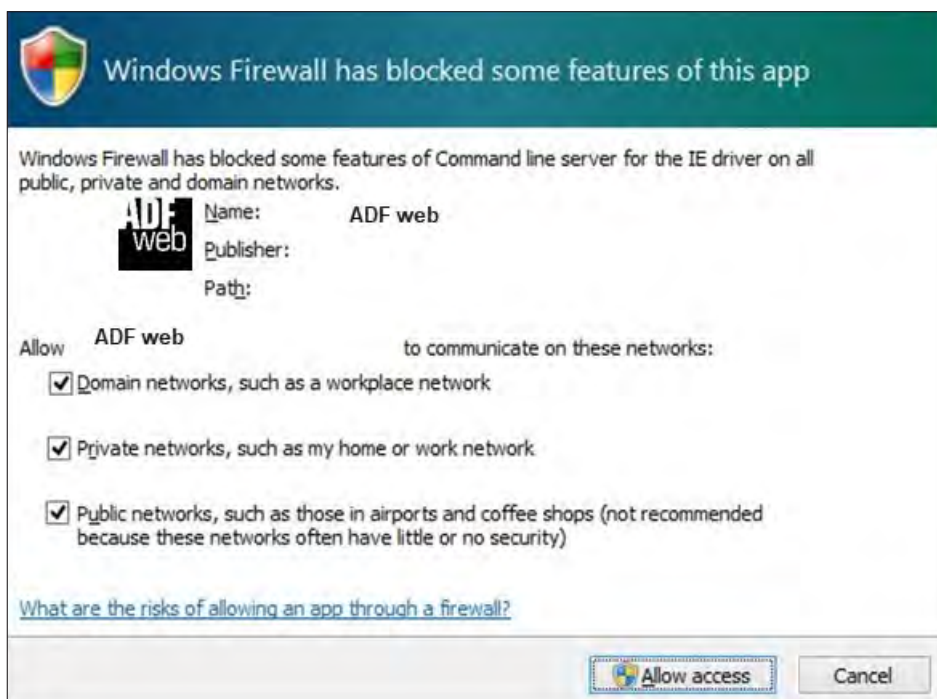 Windows Firewall has blocked some features of this app
Windows Firewall has blocked some features of Command line server for the IE driver on all
public, private and domain networks.
ADF
web
Name: ADF web
Publisher:
Path:
Allow ADF web to communicate on these networks:
Domain networks, such as a workplace network
Private networks, such as my home or work network
Public networks, such as those in airports and coffee shops (not recommended
because these networks often have little or no security)
What are the risks of allowing an app through a firewall?
Allow access Cancel